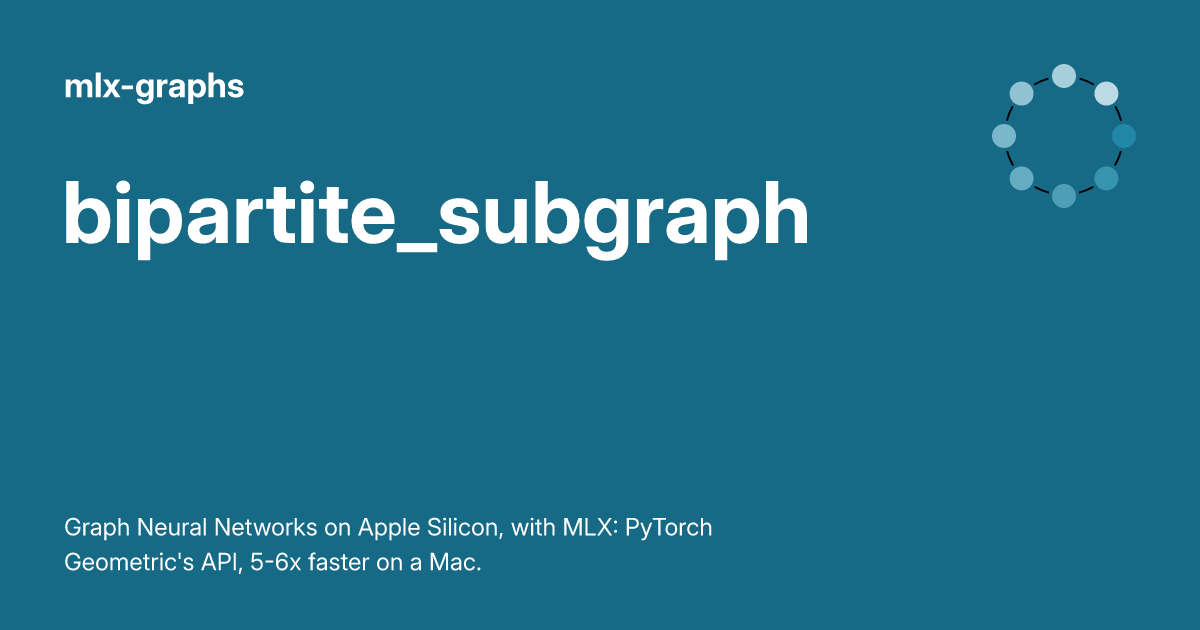 mlx-graphs
bipartite_subgraph
Graph Neural Networks on Apple Silicon, with MLX: PyTorch
Geometric's API, 5-6x faster on a Mac.